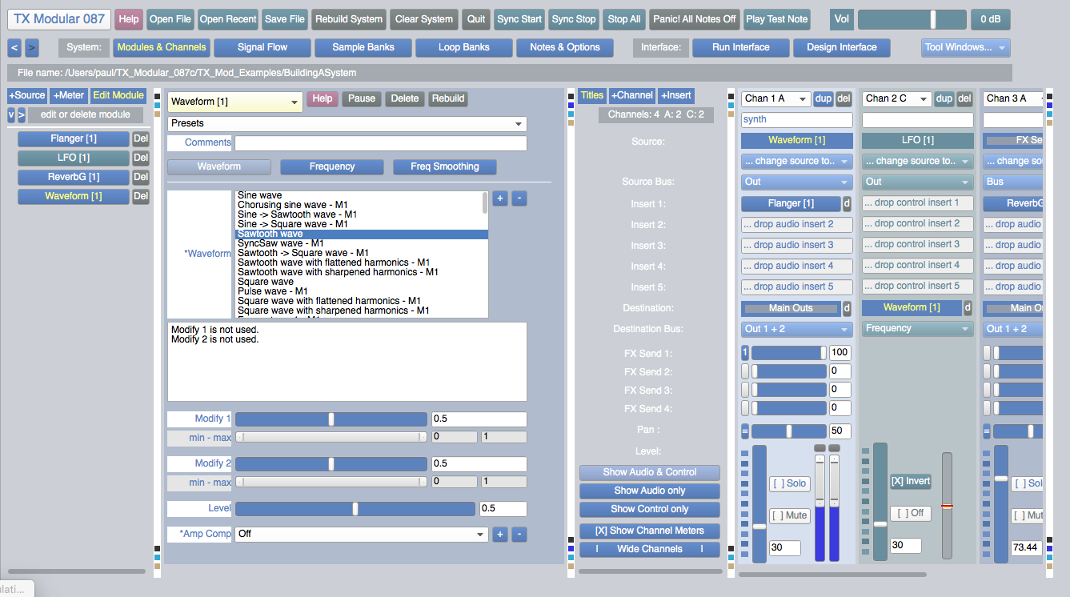 TX Modular 087 Help Open File Open Recent Save File Rebuild System Clear System Quit Sync Start Sync Stop Stop All Panic! All Notes Off Play Test Note Vol 0 dB
< > System: Modules & Channels Signal Flow Sample Banks Loop Banks Notes & Options Interface: Run Interface Design Interface Tool Windows...
File name: /Users/paul/TX_Modular_087c/TX_Mod_Examples/BuildingASystem
+Source +Meter Edit Module
v > edit or delete module
Flanger [1] Del
LFO [1] Del
ReverbG [1] Del
Waveform [1] Del
Waveform [1] Help Pause Delete Rebuild
Presets
Comments
Waveform Frequency Freq Smoothing
*Waveform
Sine wave
Chorusing sine wave - M1
Sine -> Sawtooth wave - M1
Sine -> Square wave - M1
Sawtooth wave
SyncSaw wave - M1
Sawtooth -> Square wave - M1
Sawtooth wave with flattened harmonics - M1
Sawtooth wave with sharpened harmonics - M1
Square wave
Pulse wave - M1
Square wave with flattened harmonics - M1
Square wave with sharpened harmonics - M1
+ -
Modify 1 is not used.
Modify 2 is not used.
Modify 1 0.5
min - max 0 1
Modify 2 0.5
min - max 0 1
Level 0.5
*Amp Comp Off + -
Titles +Channel +Insert
Channels: 4 A: 2 C: 2
Source:
Source Bus:
Insert 1:
Insert 2:
Insert 3:
Insert 4:
Insert 5:
Destination:
Destination Bus:
FX Send 1:
FX Send 2:
FX Send 3:
FX Send 4:
Pan :
Level:
Show Audio & Control
Show Audio only
Show Control only
[X] Show Channel Meters
I Wide Channels I
Chan 1 A dup del
synth
Waveform [1]
... change source to..
Out
Flanger [1] d
... drop audio insert 2
... drop audio insert 3
... drop audio insert 4
... drop audio insert 5
Main Outs d
Out 1 + 2
1 100
0
0
0
= 50
[ ] Solo
[ ] Mute
30
Chan 2 C dup del
LFO [1]
... change source to..
Out
... drop control insert 1
... drop control insert 2
... drop control insert 3
... drop control insert 4
... drop control insert 5
Waveform [1] d
Frequency
[X] Invert
[ ] Off
30
Chan 3 A
FX Se
... change so
Bus
ReverbG
... drop audio
... drop audio
... drop audio
... drop audio
Main O
Out 1 + 2
=
[ ] Sol
[ ] Mut
73.44
lati...